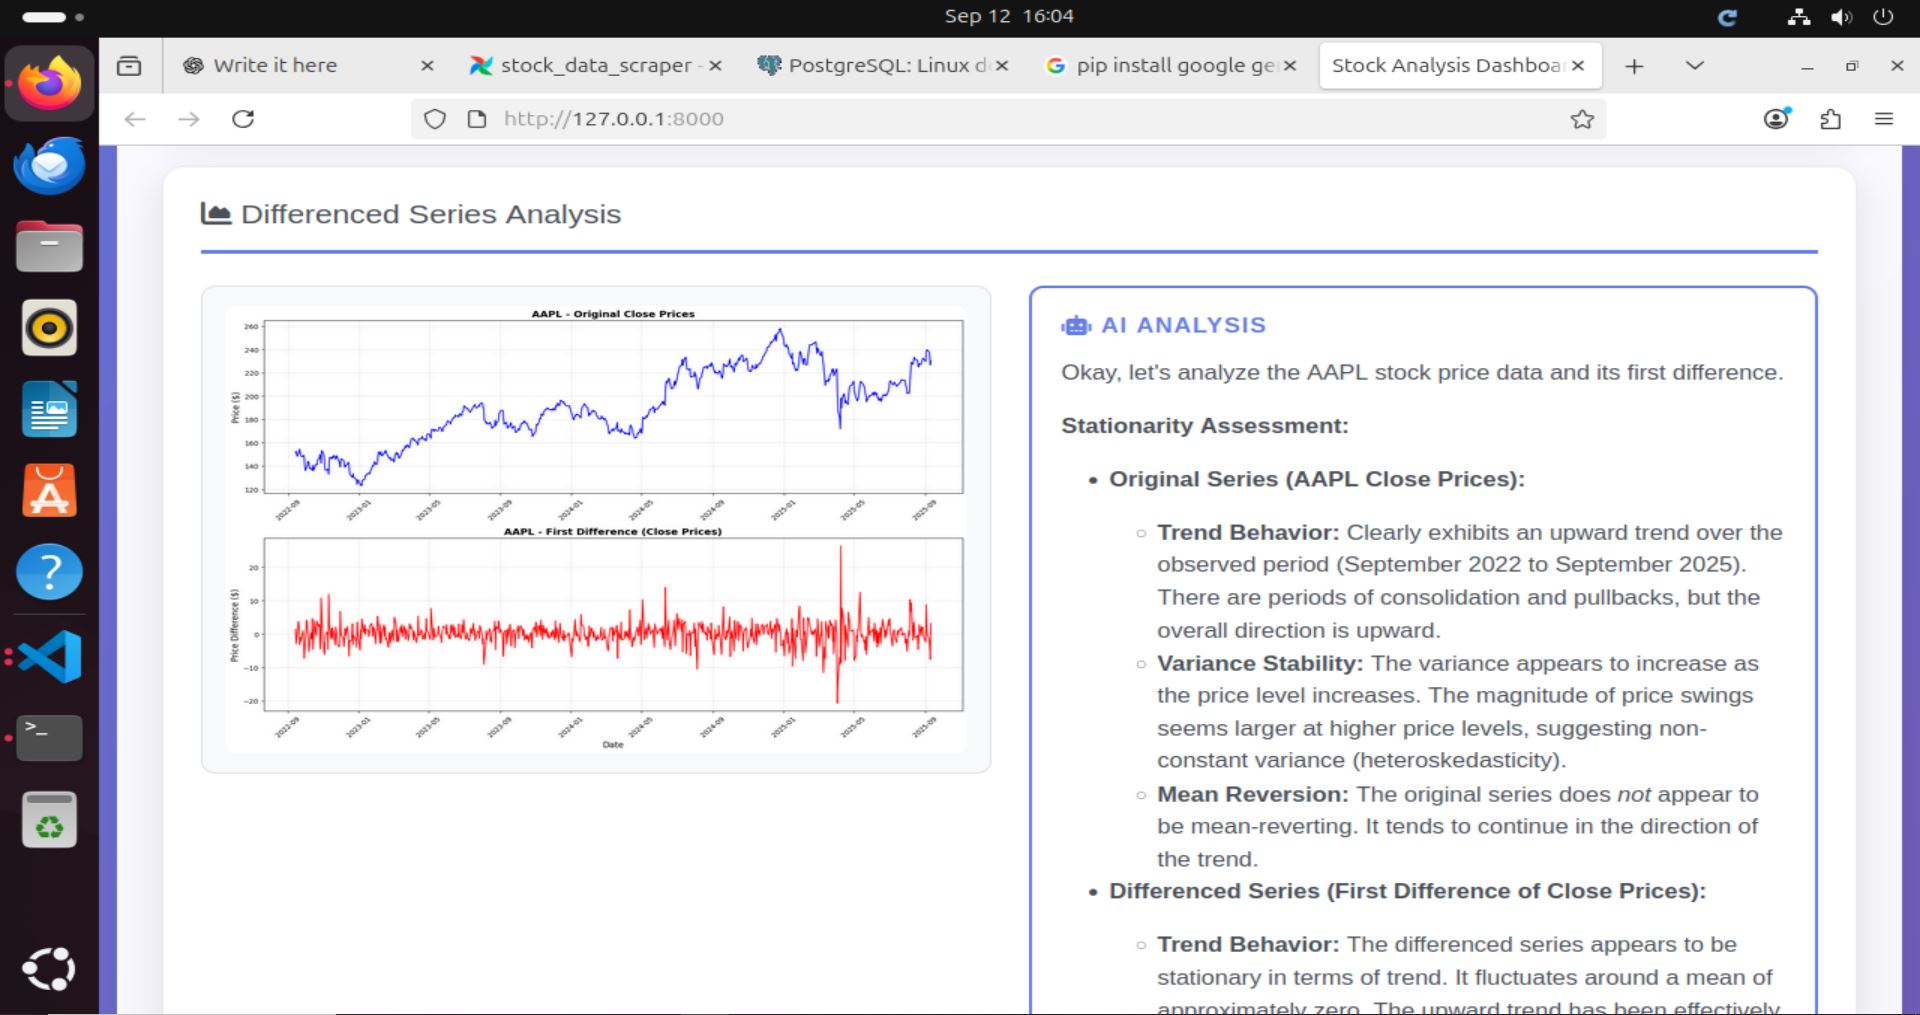 Sep 12 16:04
Write it here
stock_data_scraper -
PostgreSQL: Linux d
pip install google ge
Stock Analysis Dashboa
http://127.0.0.1:8000
Differenced Series Analysis
AAPL - Original Close Prices
260
240
220
200
180
160
140
120
Price ($)
2022-09
2023-01
2023-05
2023-09
2024-01
2024-05
2024-09
2025-01
2025-05
2025-09
AAPL - First Difference (Close Prices)
20
10
0
−10
−20
Price Difference ($)
2022-09
2023-01
2023-05
2023-09
2024-01
2024-05
2024-09
2025-01
2025-05
2025-09
Date
AI ANALYSIS
Okay, let's analyze the AAPL stock price data and its first difference.
Stationarity Assessment:
• Original Series (AAPL Close Prices):
○ Trend Behavior: Clearly exhibits an upward trend over the
observed period (September 2022 to September 2025).
There are periods of consolidation and pullbacks, but the
overall direction is upward.
○ Variance Stability: The variance appears to increase as
the price level increases. The magnitude of price swings
seems larger at higher price levels, suggesting non-
constant variance (heteroskedasticity).
○ Mean Reversion: The original series does not appear to
be mean-reverting. It tends to continue in the direction of
the trend.
• Differenced Series (First Difference of Close Prices):
○ Trend Behavior: The differenced series appears to be
stationary in terms of trend. It fluctuates around a mean of
approximately zero. The upward trend has been effectively